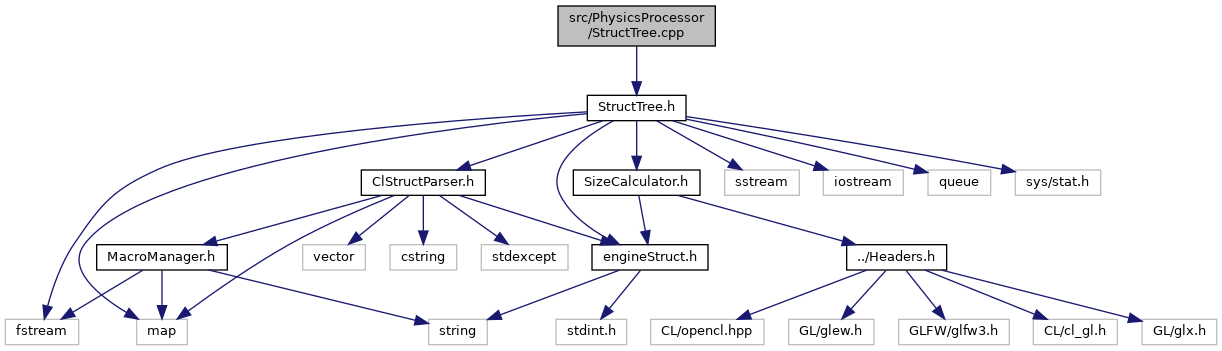 src/PhysicsProcessor
/StructTree.cpp
StructTree.h
ClStructParser.h
SizeCalculator.h
sstream
iostream
queue
sys/stat.h
MacroManager.h
vector
cstring
stdexcept
engineStruct.h
../Headers.h
fstream
map
string
stdint.h
CL/opencl.hpp
GL/glew.h
GLFW/glfw3.h
CL/cl_gl.h
GL/glx.h